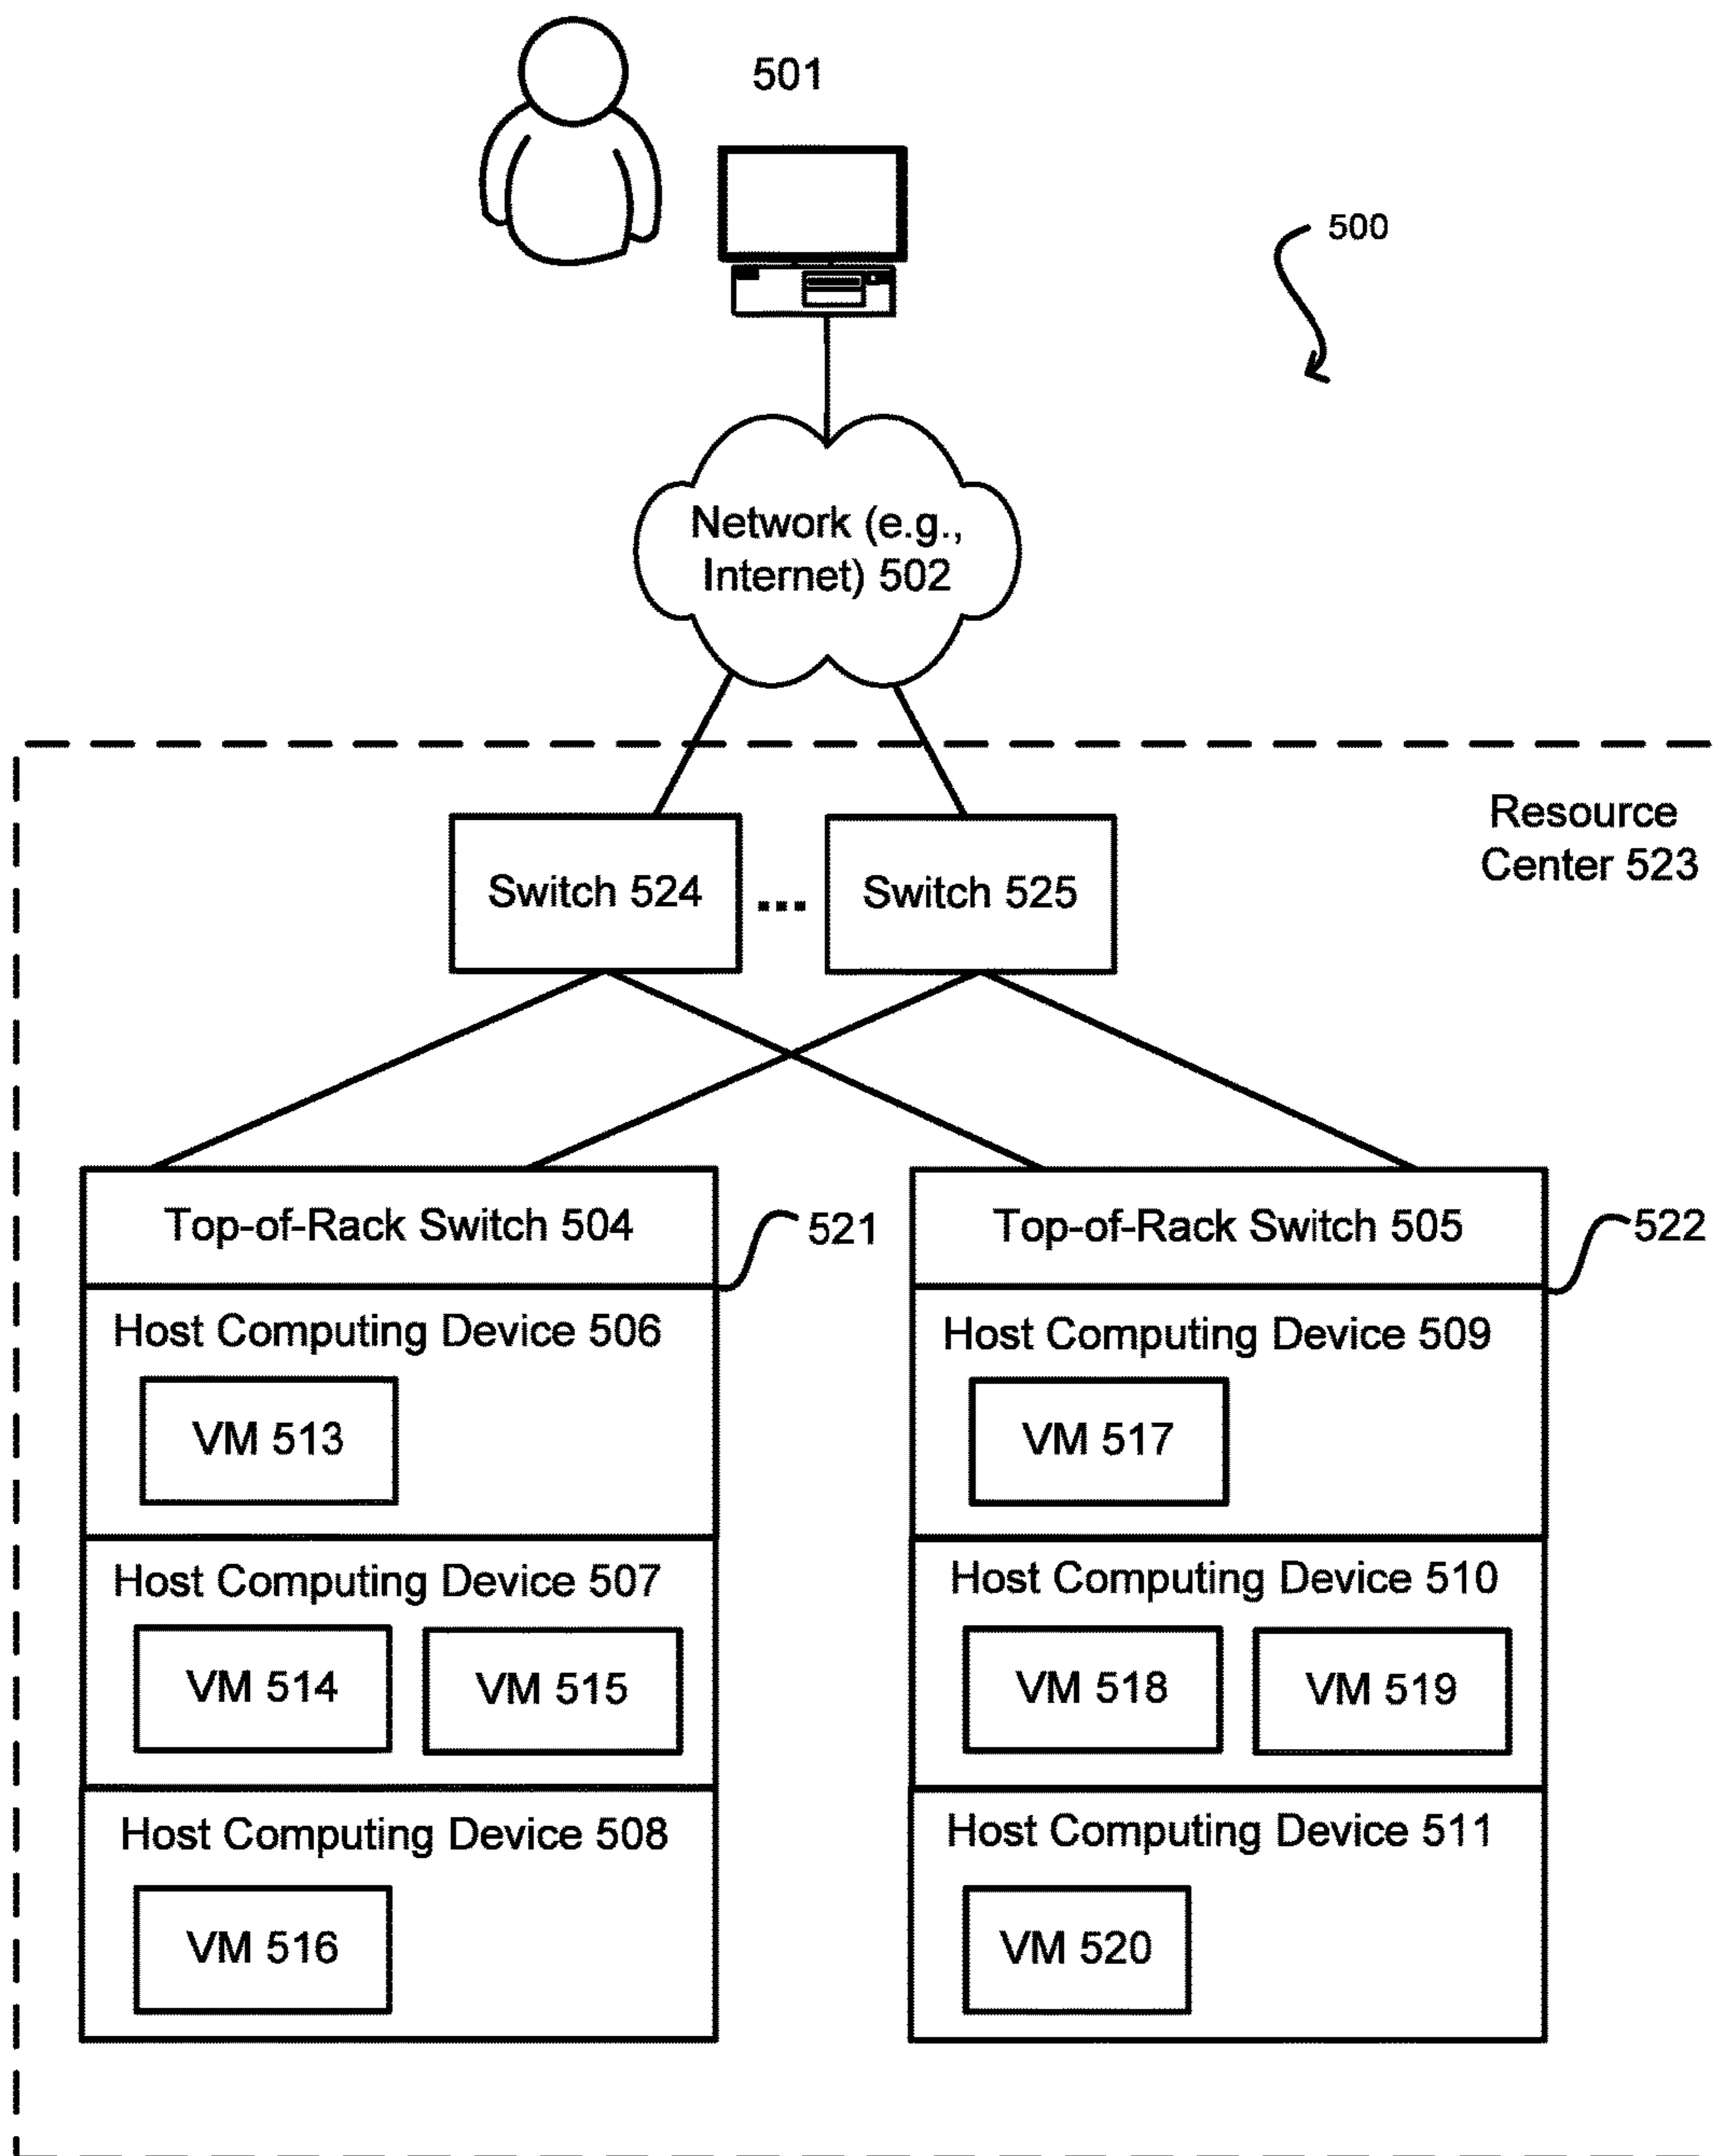 501
500
Network (e.g.,
Internet) 502
Resource
Center 523
Switch 524
...
Switch 525
Top-of-Rack Switch 504
521
Top-of-Rack Switch 505
522
Host Computing Device 506
VM 513
Host Computing Device 509
VM 517
Host Computing Device 507
VM 514
VM 515
Host Computing Device 510
VM 518
VM 519
Host Computing Device 508
VM 516
Host Computing Device 511
VM 520